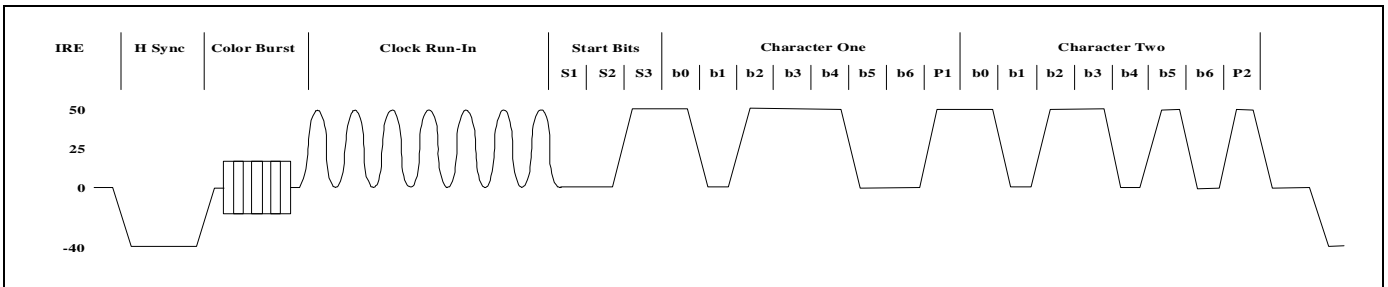 IRE H Sync Color Burst Clock Run-In Start Bits Character One Character Two
S1 S2 S3 b0 b1 b2 b3 b4 b5 b6 P1 b0 b1 b2 b3 b4 b5 b6 P2
50
25
0
-40